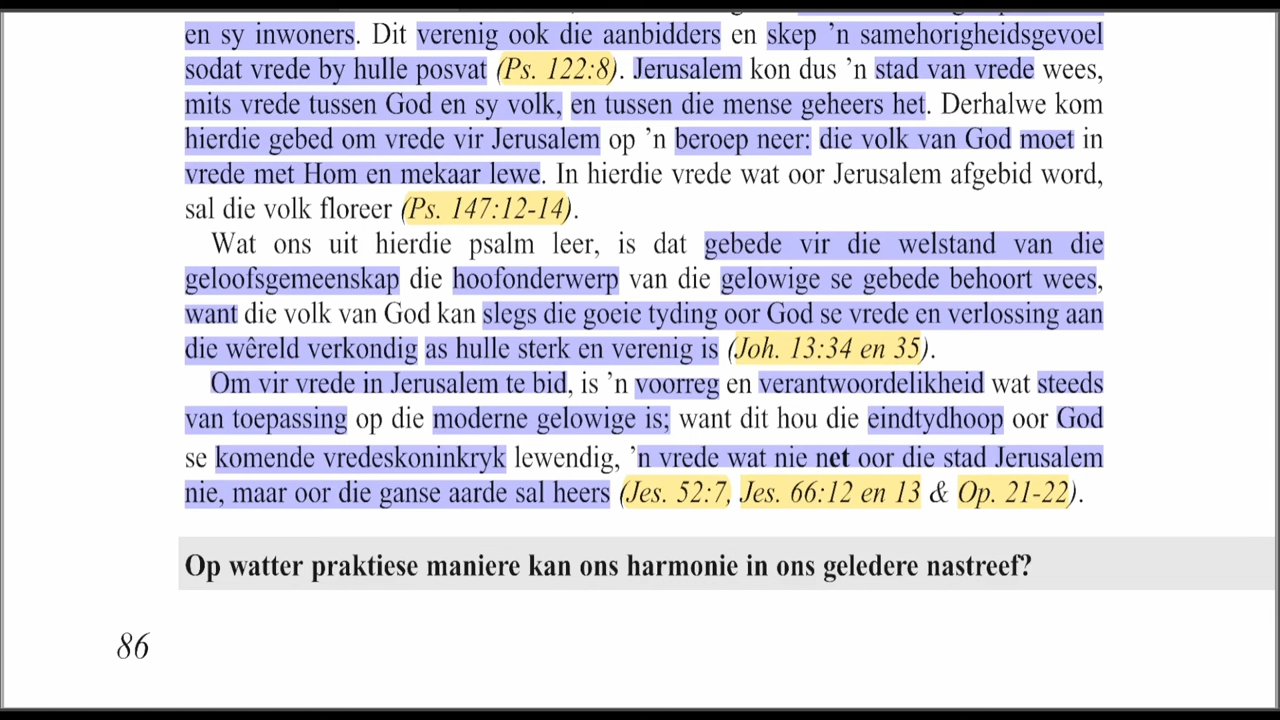 en sy inwoners. Dit verenig ook die aanbidders en skep ’n samehorigheidsgevoel
sodat vrede by hulle posvat (Ps. 122:8). Jerusalem kon dus ’n stad van vrede wees,
mits vrede tussen God en sy volk, en tussen die mense geheers het. Derhalwe kom
hierdie gebed om vrede vir Jerusalem op ’n beroep neer: die volk van God moet in
vrede met Hom en mekaar lewe. In hierdie vrede wat oor Jerusalem afgebid word,
sal die volk floreer (Ps. 147:12-14).
Wat ons uit hierdie psalm leer, is dat gebede vir die welstand van die
geloofsgemeenskap die hoofonderwerp van die gelowige se gebede behoort wees,
want die volk van God kan slegs die goeie tyding oor God se vrede en verlossing aan
die wêreld verkondig as hulle sterk en verenig is (Joh. 13:34 en 35).
Om vir vrede in Jerusalem te bid, is ’n voorreg en verantwoordelikheid wat steeds
van toepassing op die moderne gelowige is; want dit hou die eindtydhoop oor God
se komende vredeskoninkryk lewendig, ’n vrede wat nie net oor die stad Jerusalem
nie, maar oor die ganse aarde sal heers (Jes. 52:7, Jes. 66:12 en 13 & Op. 21-22).
Op watter praktiese maniere kan ons harmonie in ons geledere nastreef?
86